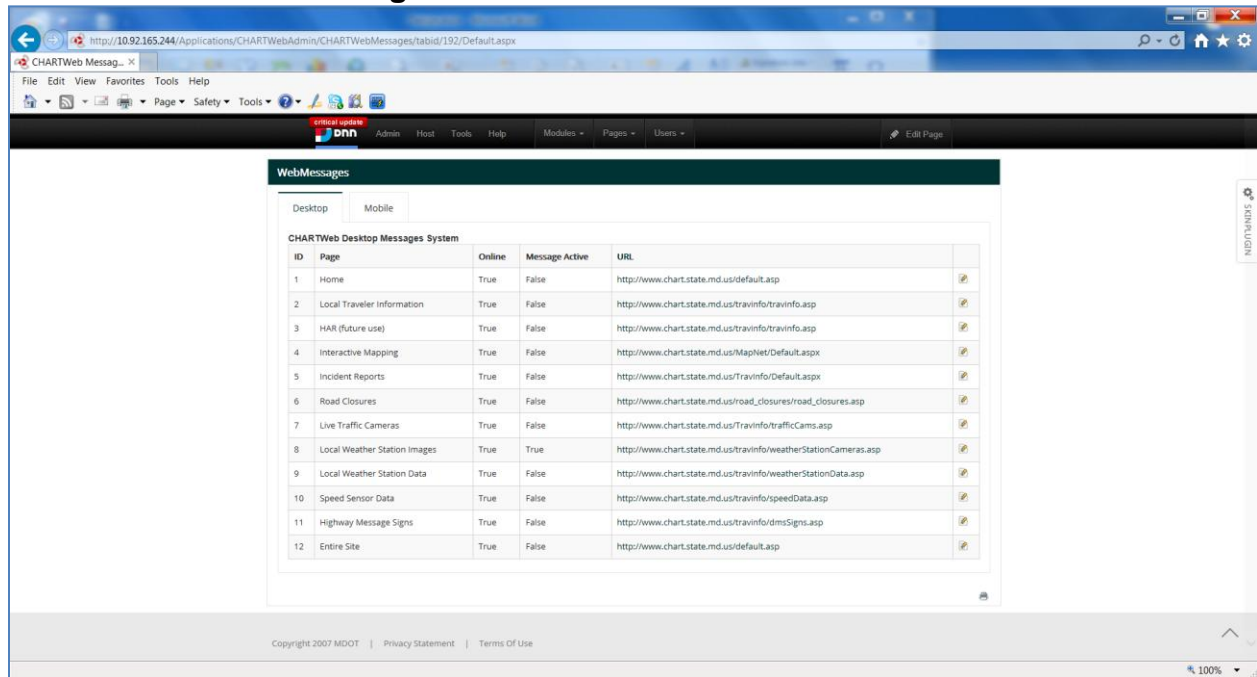 http://10.92.165.244/Applications/CHARTWebAdmin/CHARTWebMessages/tabid/192/Default.aspx
CHARTWeb Messag...
File Edit View Favorites Tools Help
Page Safety Tools
critical update
DNN Admin Host Tools Help Modules Pages Users Edit Page
WebMessages
SKINPLUGIN
Desktop Mobile
CHARTWeb Desktop Messages System
ID Page Online Message Active URL
1 Home True False http://www.chart.state.md.us/default.asp
2 Local Traveler Information True False http://www.chart.state.md.us/travinfo/travinfo.asp
3 HAR (future use) True False http://www.chart.state.md.us/travinfo/travinfo.asp
4 Interactive Mapping True False http://www.chart.state.md.us/MapNet/Default.aspx
5 Incident Reports True False http://www.chart.state.md.us/Travinfo/Default.aspx
6 Road Closures True False http://www.chart.state.md.us/road_closures/road_closures.asp
7 Live Traffic Cameras True False http://www.chart.state.md.us/Travinfo/trafficCams.asp
8 Local Weather Station Images True True http://www.chart.state.md.us/travinfo/weatherStationCameras.asp
9 Local Weather Station Data True False http://www.chart.state.md.us/travinfo/weatherStationData.asp
10 Speed Sensor Data True False http://www.chart.state.md.us/travinfo/speedData.asp
11 Highway Message Signs True False http://www.chart.state.md.us/travinfo/dmsSigns.asp
12 Entire Site True False http://www.chart.state.md.us/default.asp
Copyright 2007 MDOT | Privacy Statement | Terms Of Use
100%